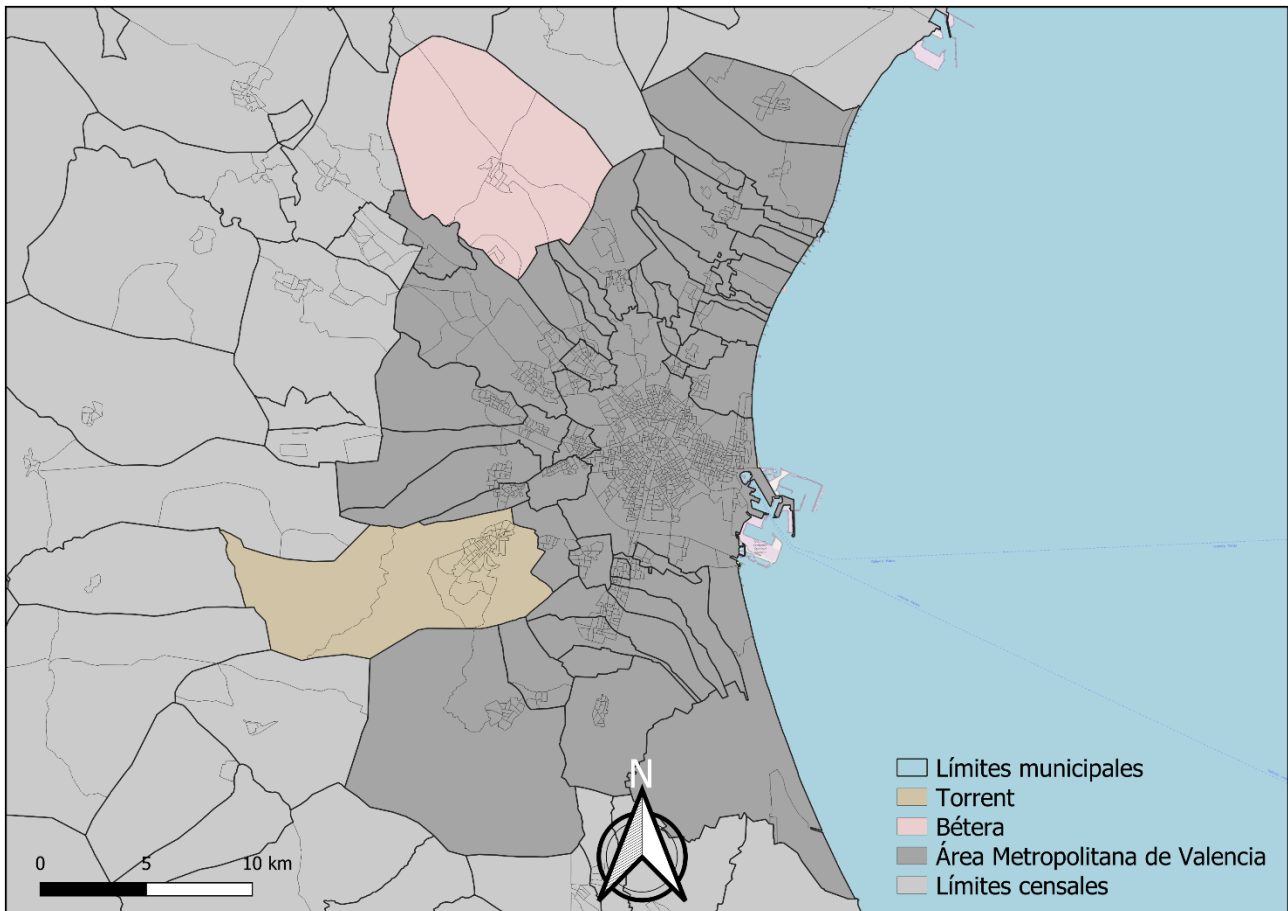 N
Límites municipales
Torrent
Bétera
Área Metropolitana de Valencia
Límites censales
0 5 10 km